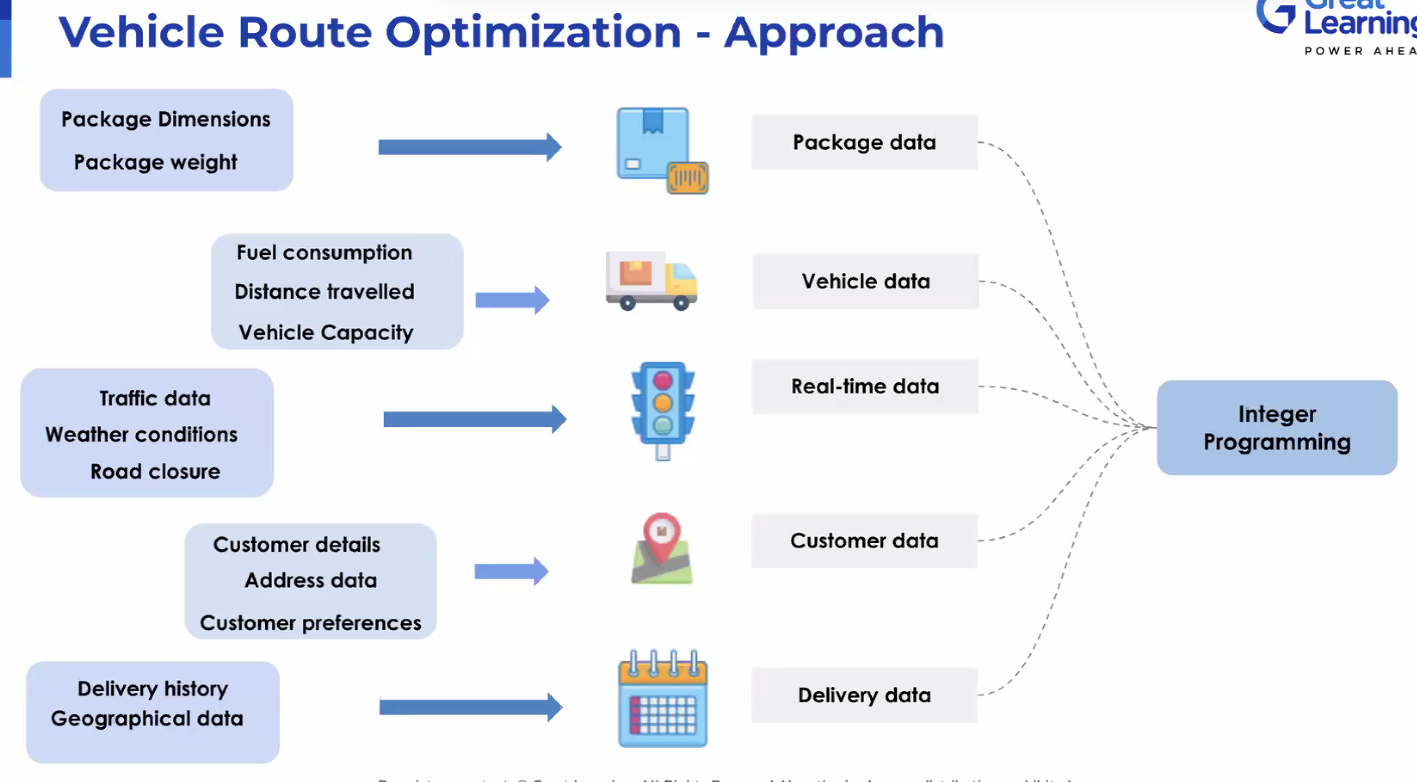 Vehicle Route Optimization - Approach
Great
Learning
POWER AHEA
Package Dimensions
Package weight
Package data
Fuel consumption
Distance travelled
Vehicle Capacity
Vehicle data
Traffic data
Weather conditions
Road closure
Real-time data
Integer
Programming
Customer details
Address data
Customer preferences
Customer data
Delivery history
Geographical data
Delivery data